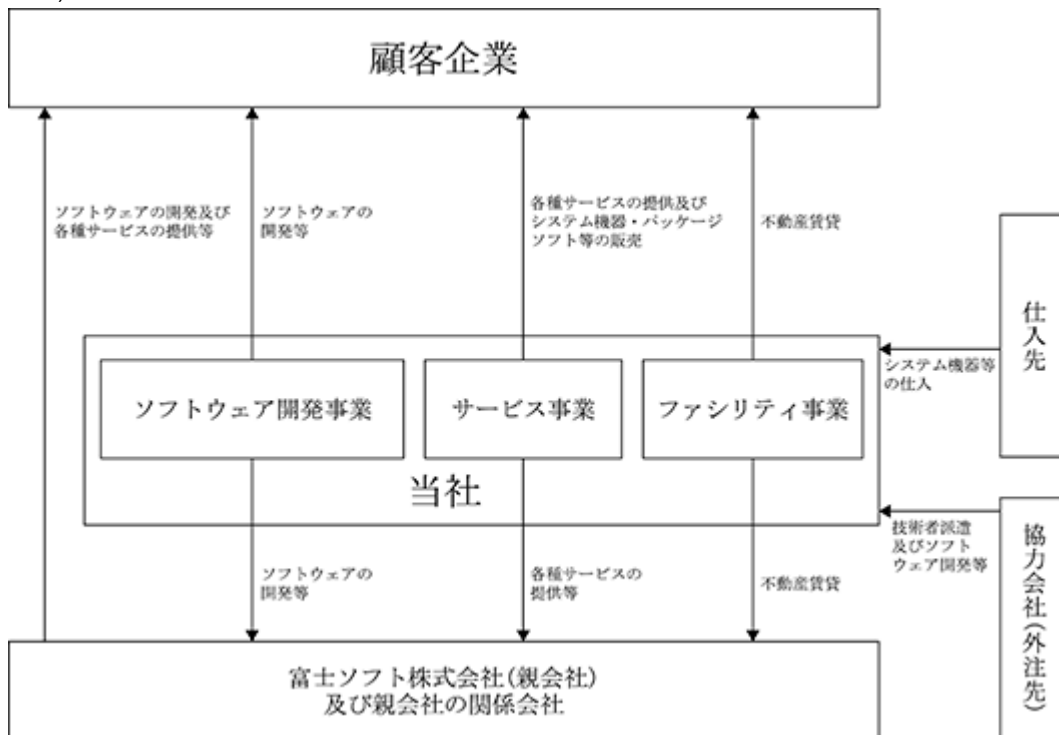 顧客企業
ソフトウェアの開発及び
各種サービスの提供等
ソフトウェアの
開発等
各種サービスの提供及び
システム機器・パッケージ
ソフト等の販売
不動産賃貸
仕入先
システム機器等
の仕入
ソフトウェア開発事業
サービス事業
ファシリティ事業
当社
協力会社(外注先)
技術者派遣
及びソフト
ウェア開発等
ソフトウェアの
開発等
各種サービスの
提供等
不動産賃貸
富士ソフト株式会社(親会社)
及び親会社の関係会社